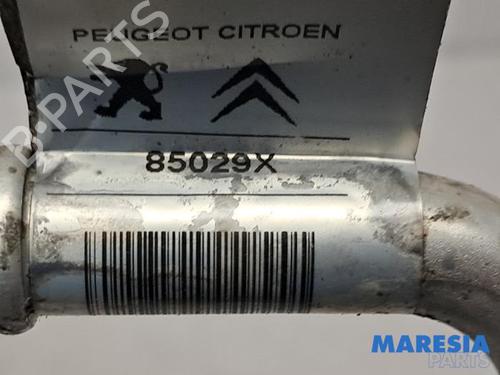 PEUGEOT CITROEN
85029X
B-PARTS
MARESIA
PARTS